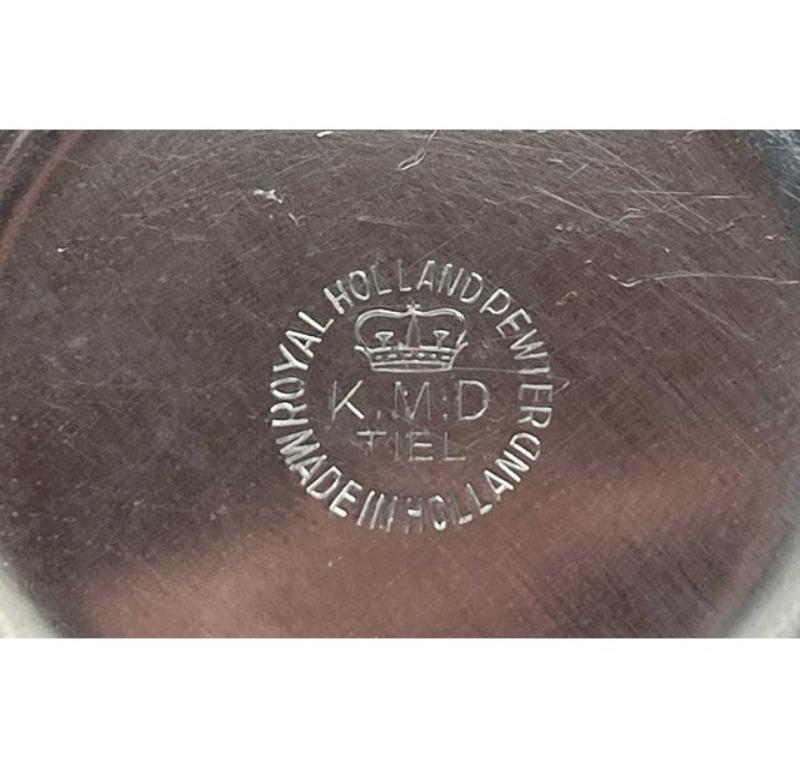 ROYAL HOLLAND PEWTER
K.M.D
TIEL
MADE IN HOLLAND